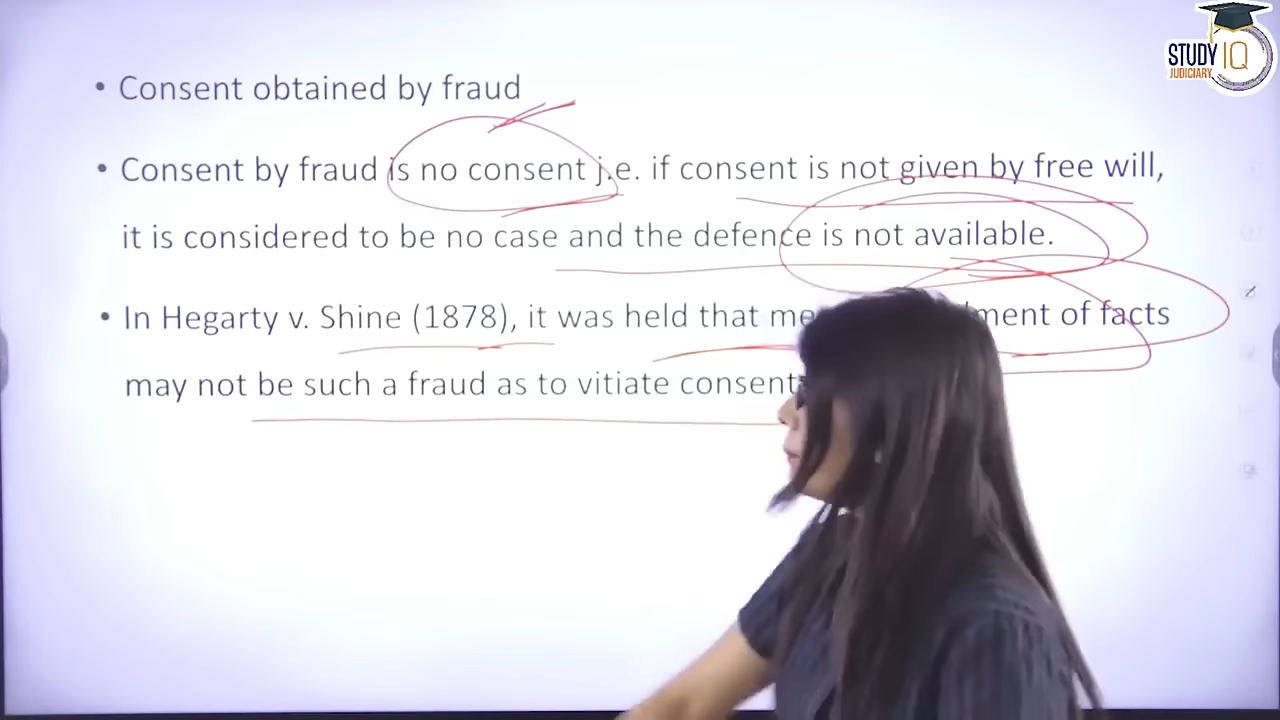 STUDY IQ
JUDICIARY
• Consent obtained by fraud
• Consent by fraud is no consent i.e. if consent is not given by free will,
it is considered to be no case and the defence is not available.
• In Hegarty v. Shine (1878), it was held that ment of facts
may not be such a fraud as to vitiate consent